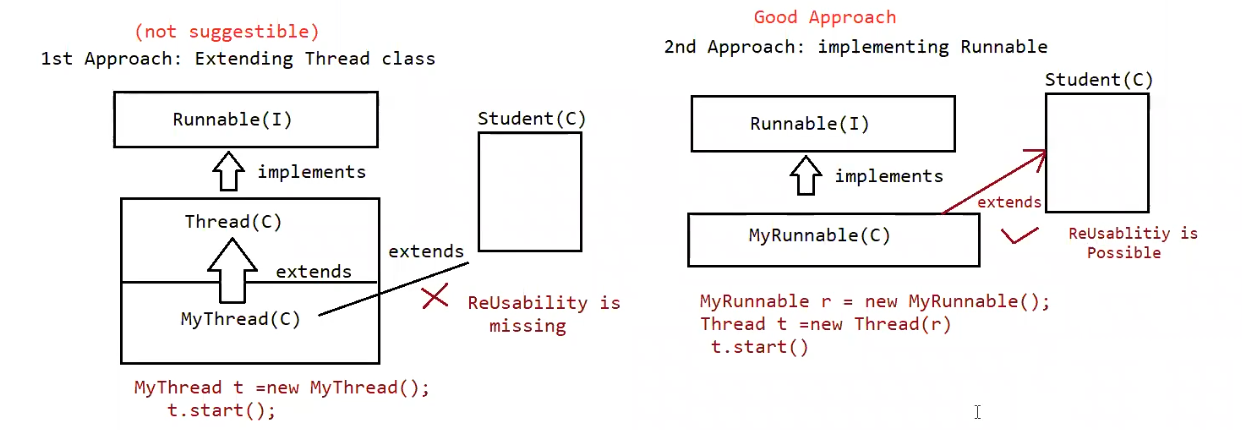 (not suggestible)
1st Approach: Extending Thread class
Runnable(I)
implements
Thread(C)
extends
MyThread(C)
Student(C)
extends
ReUsability is
missing
MyThread t =new MyThread();
t.start();
Good Approach
2nd Approach: implementing Runnable
Runnable(I)
implements
MyRunnable(C)
Student(C)
extends
ReUsablitiy is
Possible
MyRunnable r = new MyRunnable();
Thread t =new Thread(r)
t.start()